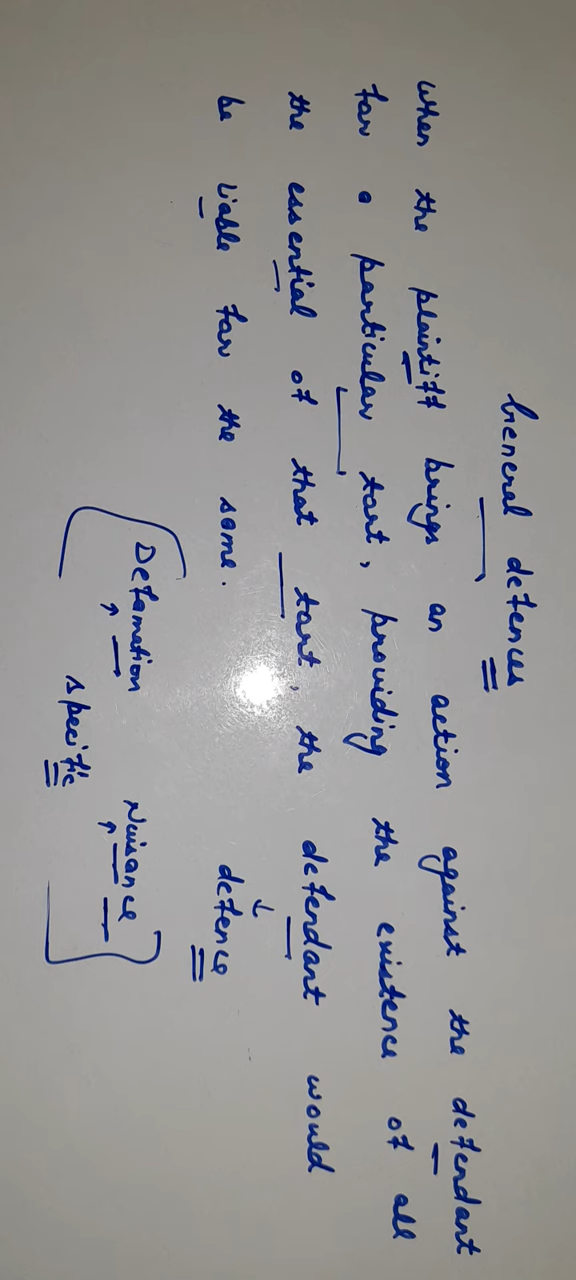 General defences
When the plaintiff brings an action against the defendant
for a particular tort, providing the existence of all
the essential of that tort, the defendant would
be liable for the same.
↓
defence
Defamation Nuisance
↑ ↑
specific